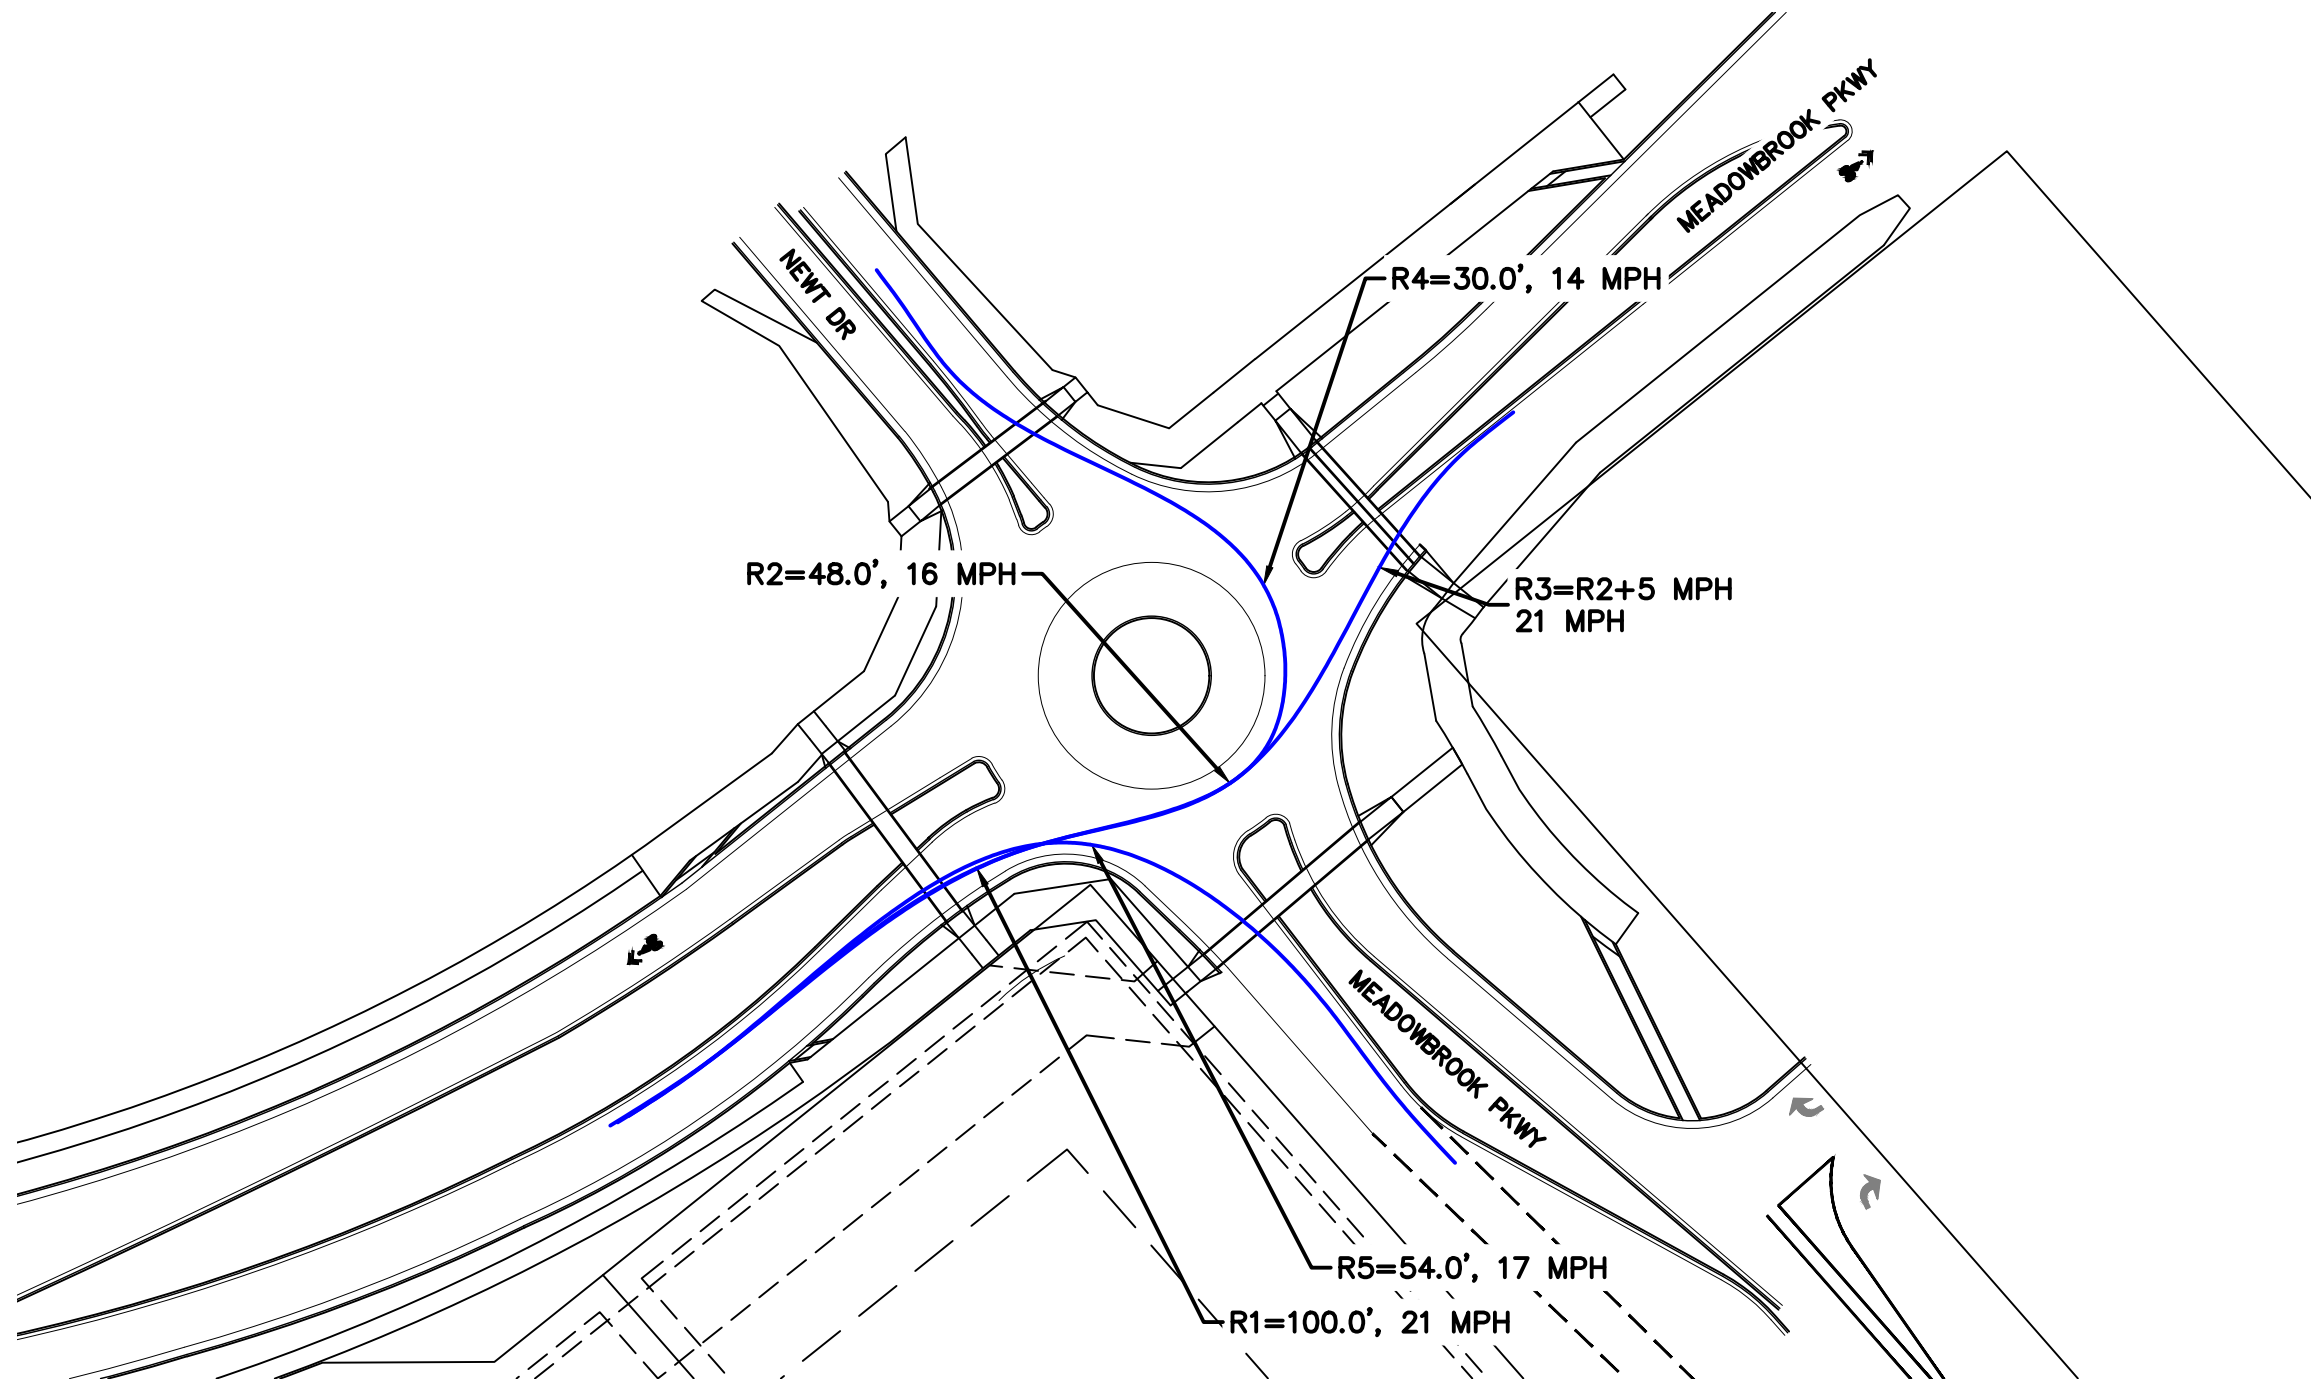 MEADOWBROOK PKWY
NEWT DR
R4=30.0', 14 MPH
R2=48.0', 16 MPH
R3=R2+5 MPH
21 MPH
MEADOWBROOK PKWY
R5=54.0', 17 MPH
R1=100.0', 21 MPH